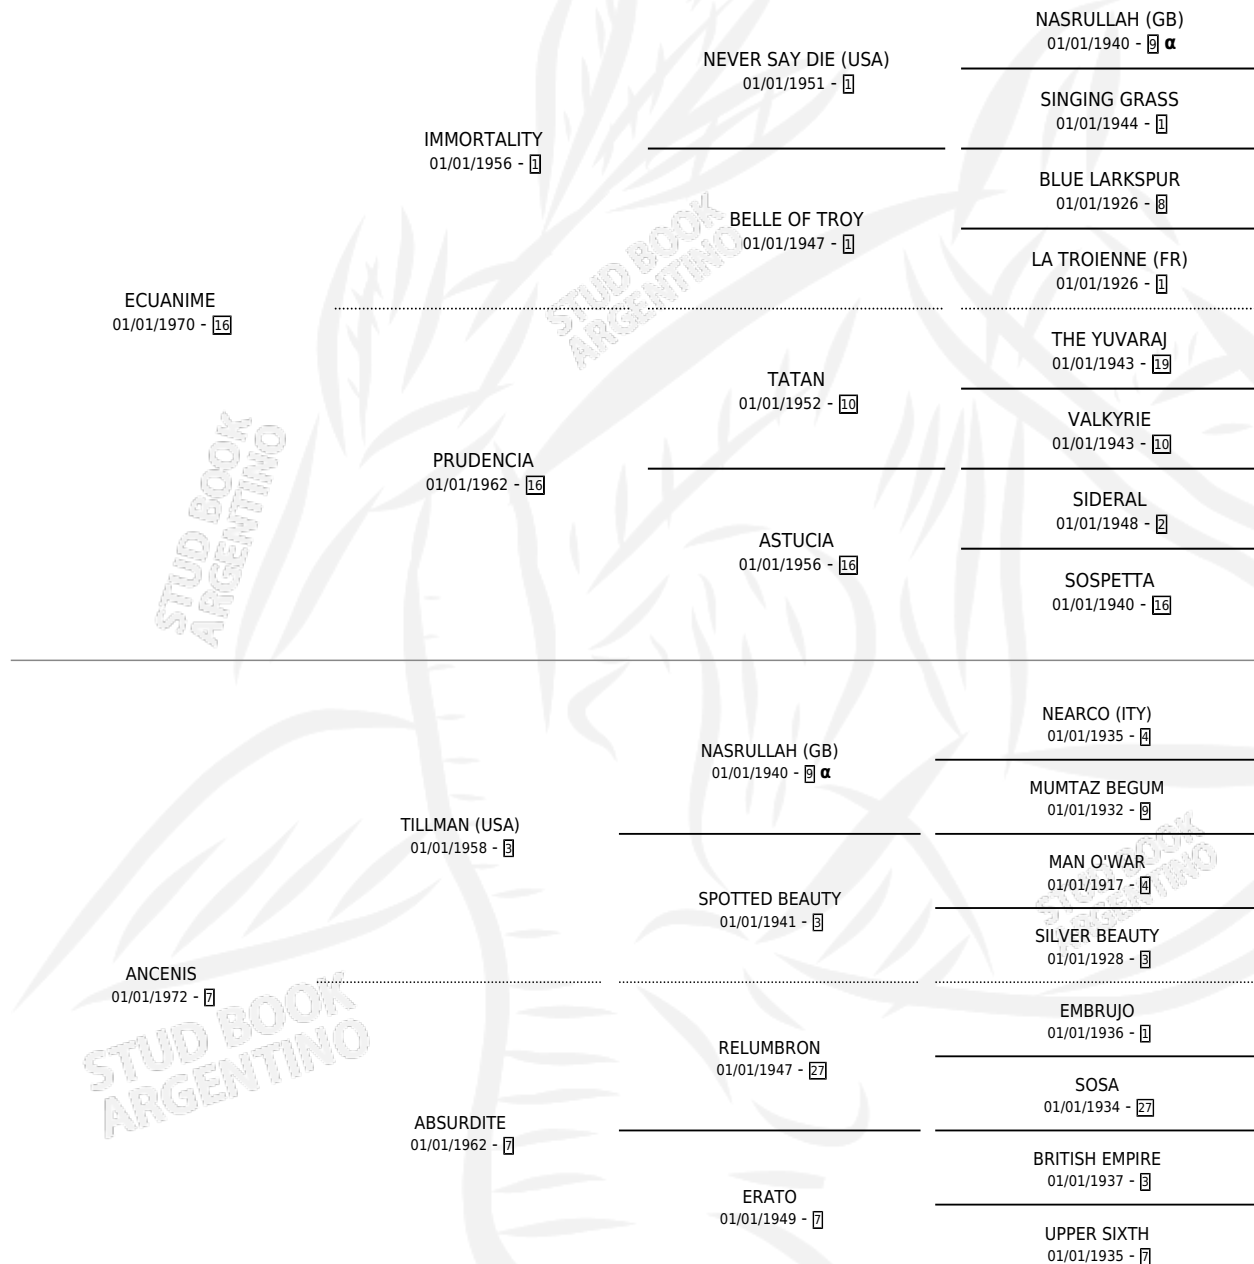 NASRULLAH (GB)
01/01/1940 - 9 α
NEVER SAY DIE (USA)
01/01/1951 - 1
SINGING GRASS
01/01/1944 - 1
IMMORTALITY
01/01/1956 - 1
BLUE LARKSPUR
01/01/1926 - 8
BELLE OF TROY
01/01/1947 - 1
LA TROIENNE (FR)
01/01/1926 - 1
ECUANIME
01/01/1970 - 16
THE YUVARAJ
01/01/1943 - 19
TATAN
01/01/1952 - 10
VALKYRIE
01/01/1943 - 10
PRUDENCIA
01/01/1962 - 16
SIDERAL
01/01/1948 - 2
ASTUCIA
01/01/1956 - 16
SOSPETTA
01/01/1940 - 16
NEARCO (ITY)
01/01/1935 - 4
NASRULLAH (GB)
01/01/1940 - 9 α
MUMTAZ BEGUM
01/01/1932 - 9
TILLMAN (USA)
01/01/1958 - 3
MAN O'WAR
01/01/1917 - 4
SPOTTED BEAUTY
01/01/1941 - 3
SILVER BEAUTY
01/01/1928 - 3
ANCENIS
01/01/1972 - 7
EMBRUJO
01/01/1936 - 1
RELUMBRON
01/01/1947 - 27
SOSA
01/01/1934 - 27
ABSURDITE
01/01/1962 - 7
BRITISH EMPIRE
01/01/1937 - 3
ERATO
01/01/1949 - 7
UPPER SIXTH
01/01/1935 - 7
STUD BOOK
ARGENTINO
STUD BOOK
ARGENTINO
STUD BOOK
ARGENTINO
STUD BOOK
ARGENTINO